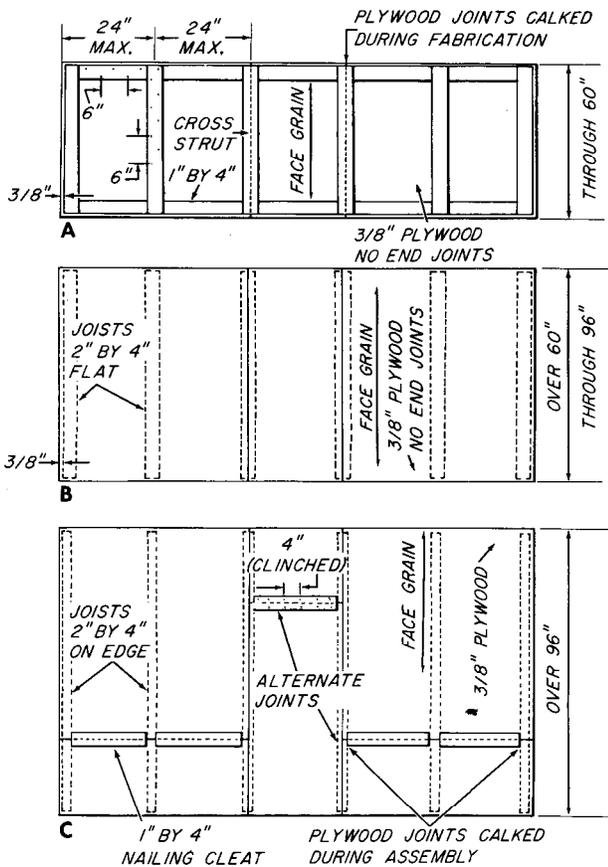 24"
MAX.
24"
MAX.
PLYWOOD JOINTS CALKED
DURING FABRICATION
6"
6"
CROSS
STRUT
1" BY 4"
FACE GRAIN
THROUGH 60"
3/8"
A
3/8" PLYWOOD
NO END JOINTS
JOISTS
2" BY 4"
FLAT
FACE GRAIN
3/8" PLYWOOD
NO END JOINTS
OVER 60"
THROUGH 96"
3/8"
B
4"
(CLINCHED)
JOISTS
2" BY 4"
ON EDGE
FACE GRAIN
3/8" PLYWOOD
OVER 96"
ALTERNATE
JOINTS
C
1" BY 4"
NAILING CLEAT
PLYWOOD JOINTS CALKED
DURING ASSEMBLY